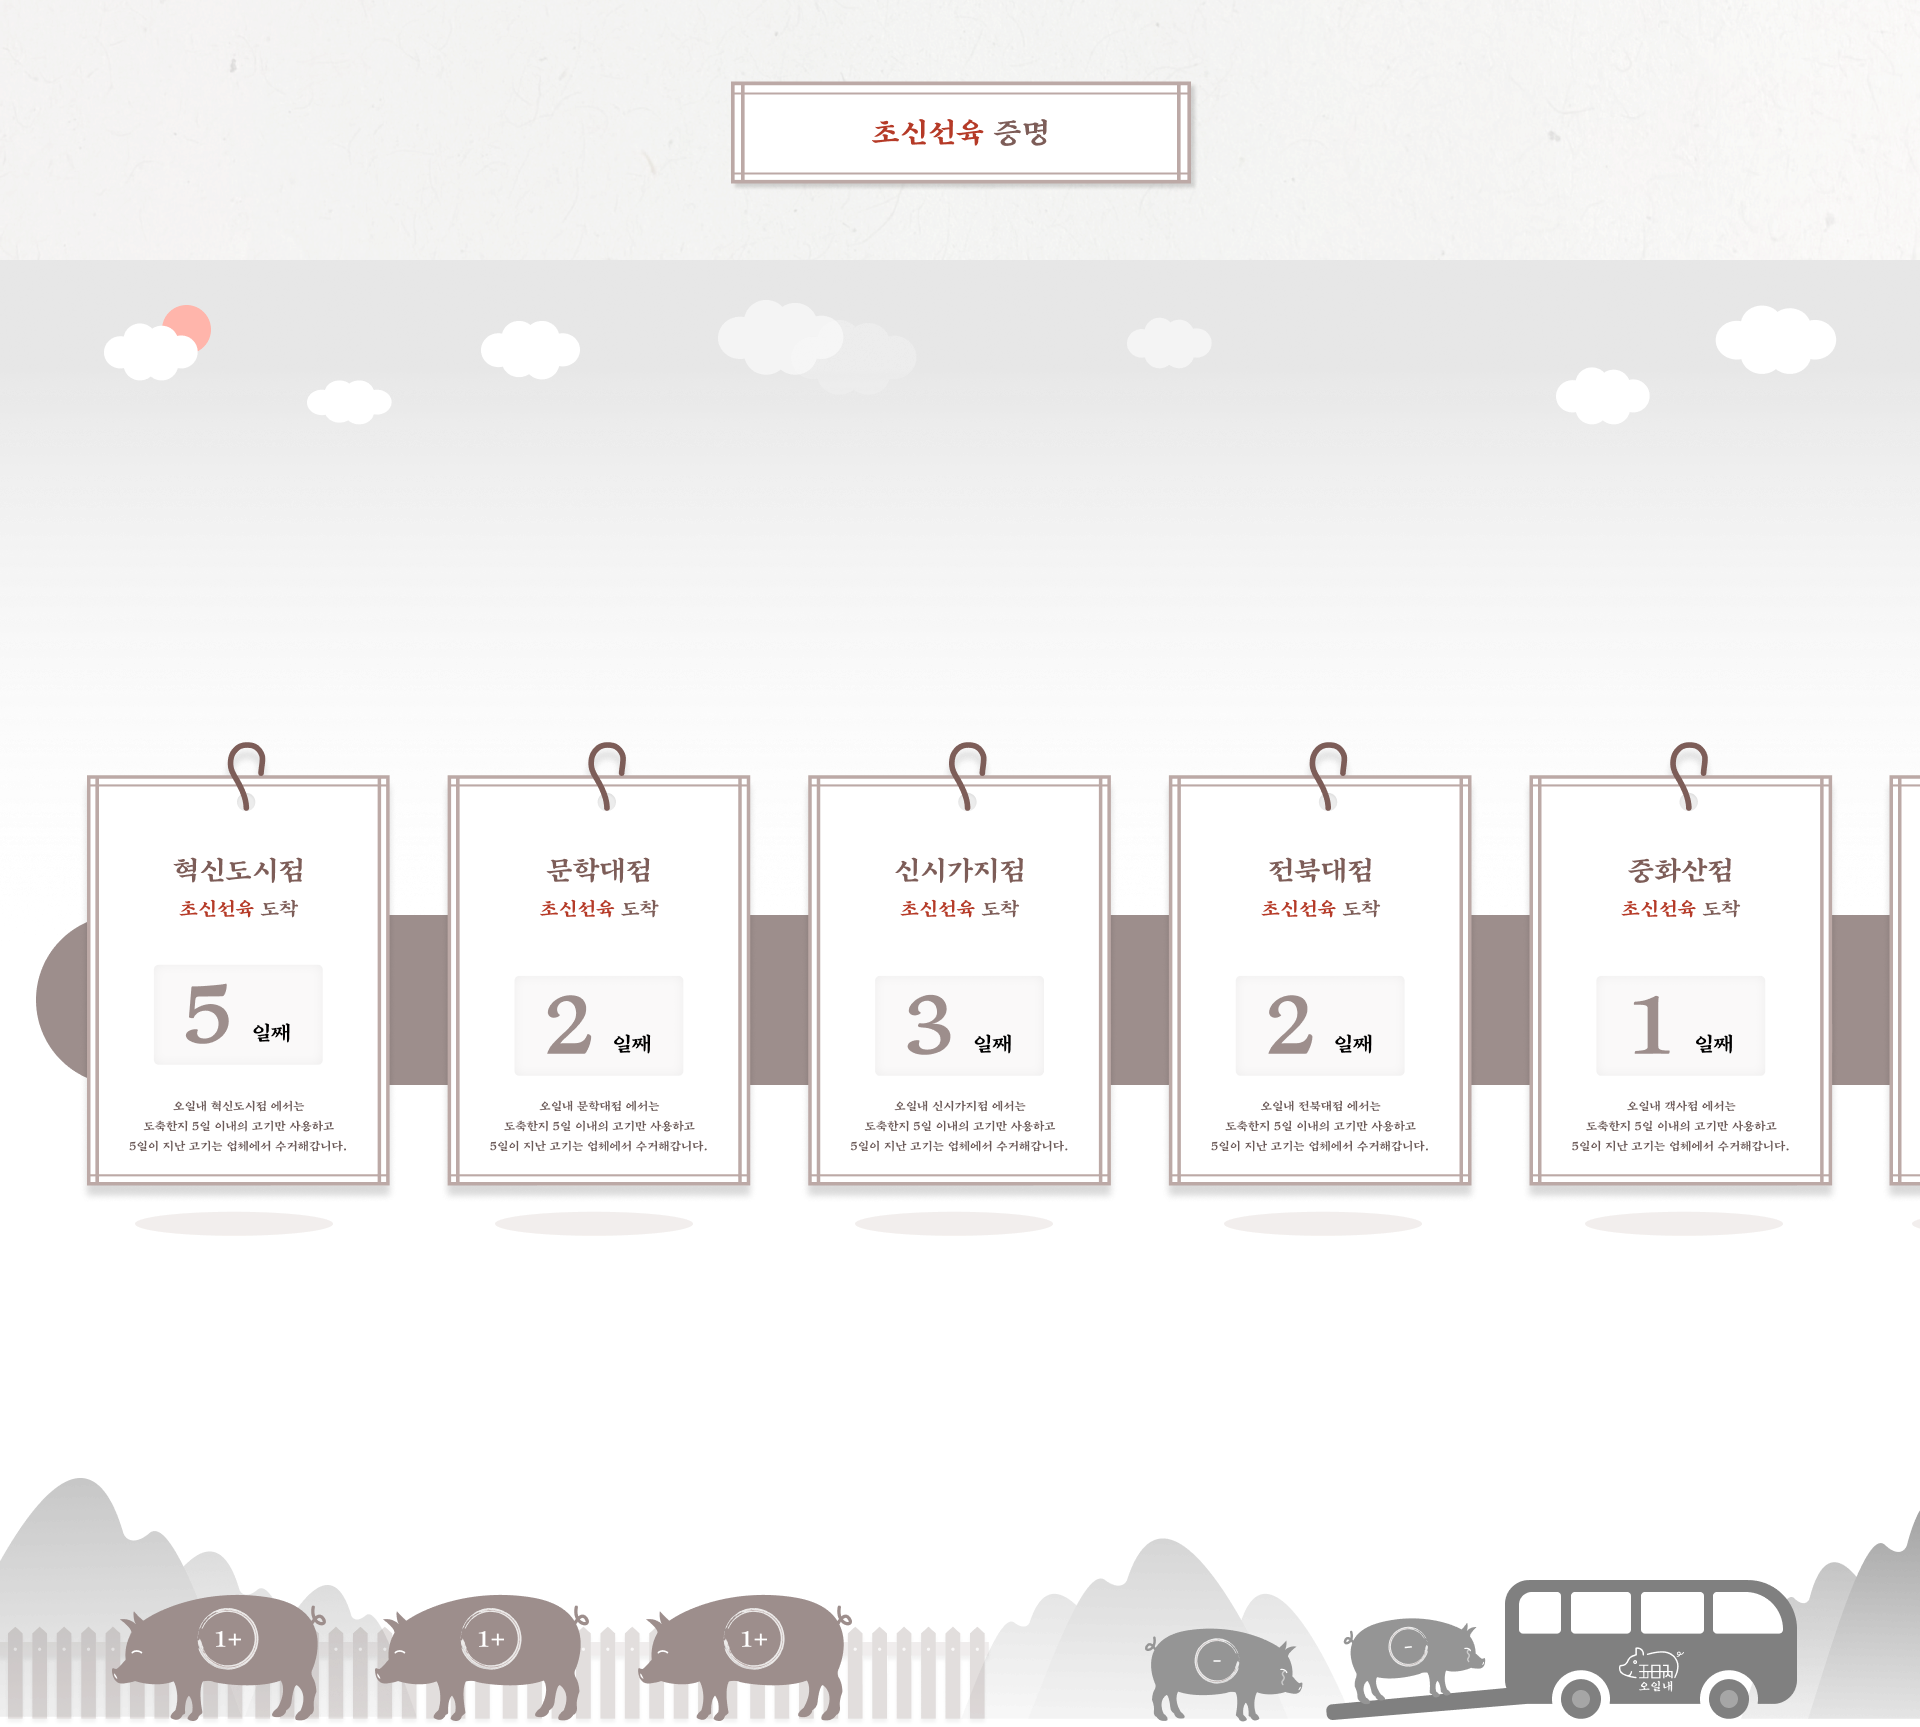 초신선육 증명
혁신도시점
초신선육 도착
5 일째
오일내 혁신도시점 에서는
도축한지 5일 이내의 고기만 사용하고
5일이 지난 고기는 업체에서 수거해갑니다.
문학대점
초신선육 도착
2 일째
오일내 문학대점 에서는
도축한지 5일 이내의 고기만 사용하고
5일이 지난 고기는 업체에서 수거해갑니다.
신시가지점
초신선육 도착
3 일째
오일내 신시가지점 에서는
도축한지 5일 이내의 고기만 사용하고
5일이 지난 고기는 업체에서 수거해갑니다.
전북대점
초신선육 도착
2 일째
오일내 전북대점 에서는
도축한지 5일 이내의 고기만 사용하고
5일이 지난 고기는 업체에서 수거해갑니다.
중화산점
초신선육 도착
1 일째
오일내 객사점 에서는
도축한지 5일 이내의 고기만 사용하고
5일이 지난 고기는 업체에서 수거해갑니다.
1+
1+
1+
-
-
오일내